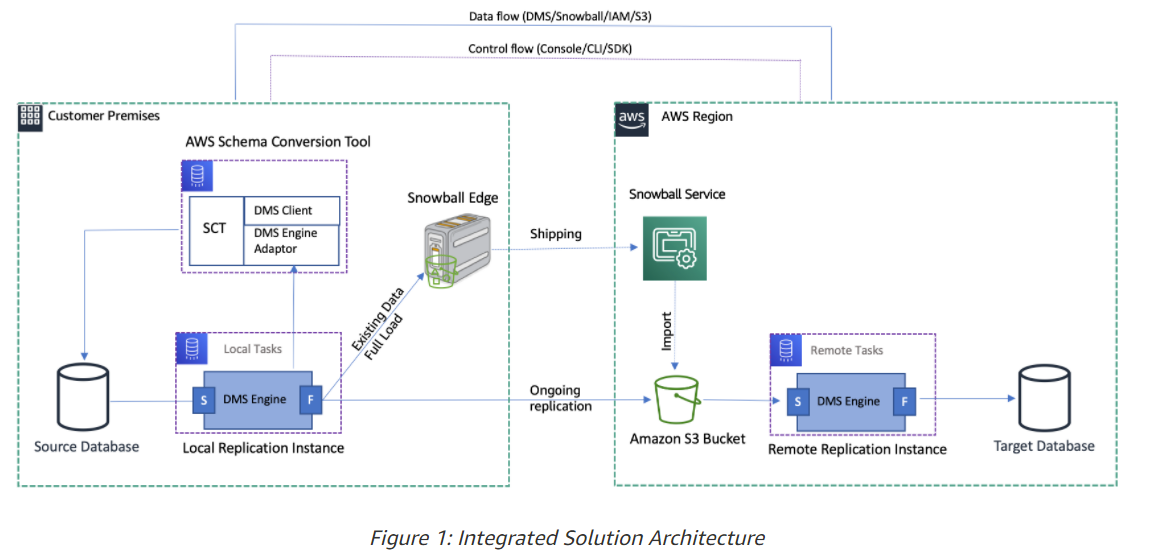 Data flow (DMS/Snowball/IAM/S3)
Control flow (Console/CLI/SDK)
Customer Premises
AWS Schema Conversion Tool
SCT
DMS Client
DMS Engine
Adaptor
Snowball Edge
Shipping
Existing Data
Full Load
Local Tasks
S
DMS Engine
F
Source Database
Local Replication Instance
Ongoing
replication
aws
AWS Region
Snowball Service
Import
Amazon S3 Bucket
Remote Tasks
S
DMS Engine
F
Remote Replication Instance
Target Database
Figure 1: Integrated Solution Architecture